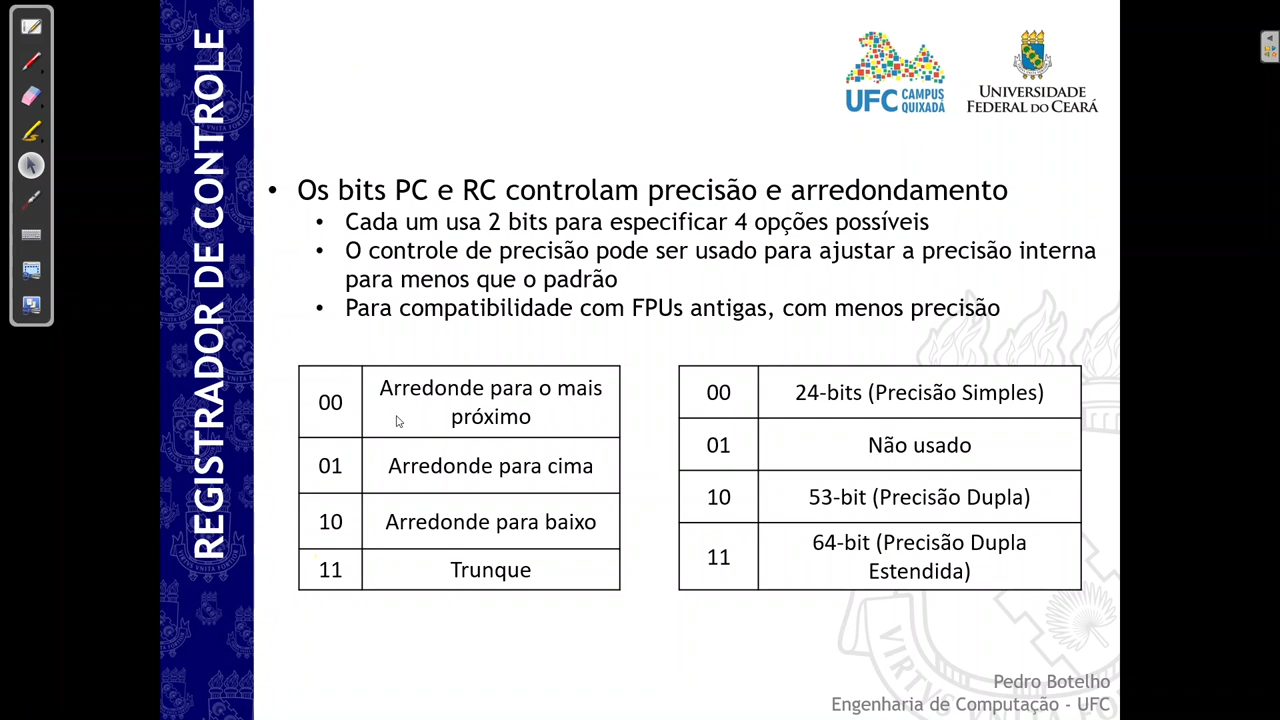 REGISTRADOR DE CONTROLE
UFC CAMPUS QUIXADÁ
UNIVERSIDADE
FEDERAL DO CEARÁ
• Os bits PC e RC controlam precisão e arredondamento
• Cada um usa 2 bits para especificar 4 opções possíveis
• O controle de precisão pode ser usado para ajustar a precisão interna
para menos que o padrão
• Para compatibilidade com FPUs antigas, com menos precisão
00 Arredonde para o mais
próximo
01 Arredonde para cima
10 Arredonde para baixo
11 Trunque
00 24-bits (Precisão Simples)
01 Não usado
10 53-bit (Precisão Dupla)
11 64-bit (Precisão Dupla
Estendida)
Pedro Botelho
Engenharia de Computação - UFC